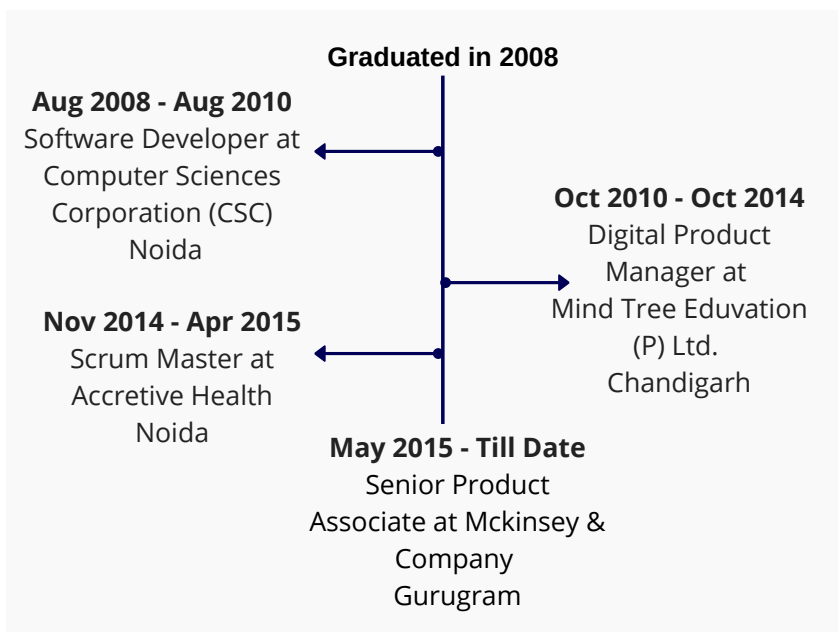 Graduated in 2008
Aug 2008 - Aug 2010
Software Developer at
Computer Sciences
Corporation (CSC)
Noida
Oct 2010 - Oct 2014
Digital Product
Manager at
Mind Tree Eduvation
(P) Ltd.
Chandigarh
Nov 2014 - Apr 2015
Scrum Master at
Accretive Health
Noida
May 2015 - Till Date
Senior Product
Associate at Mckinsey &
Company
Gurugram